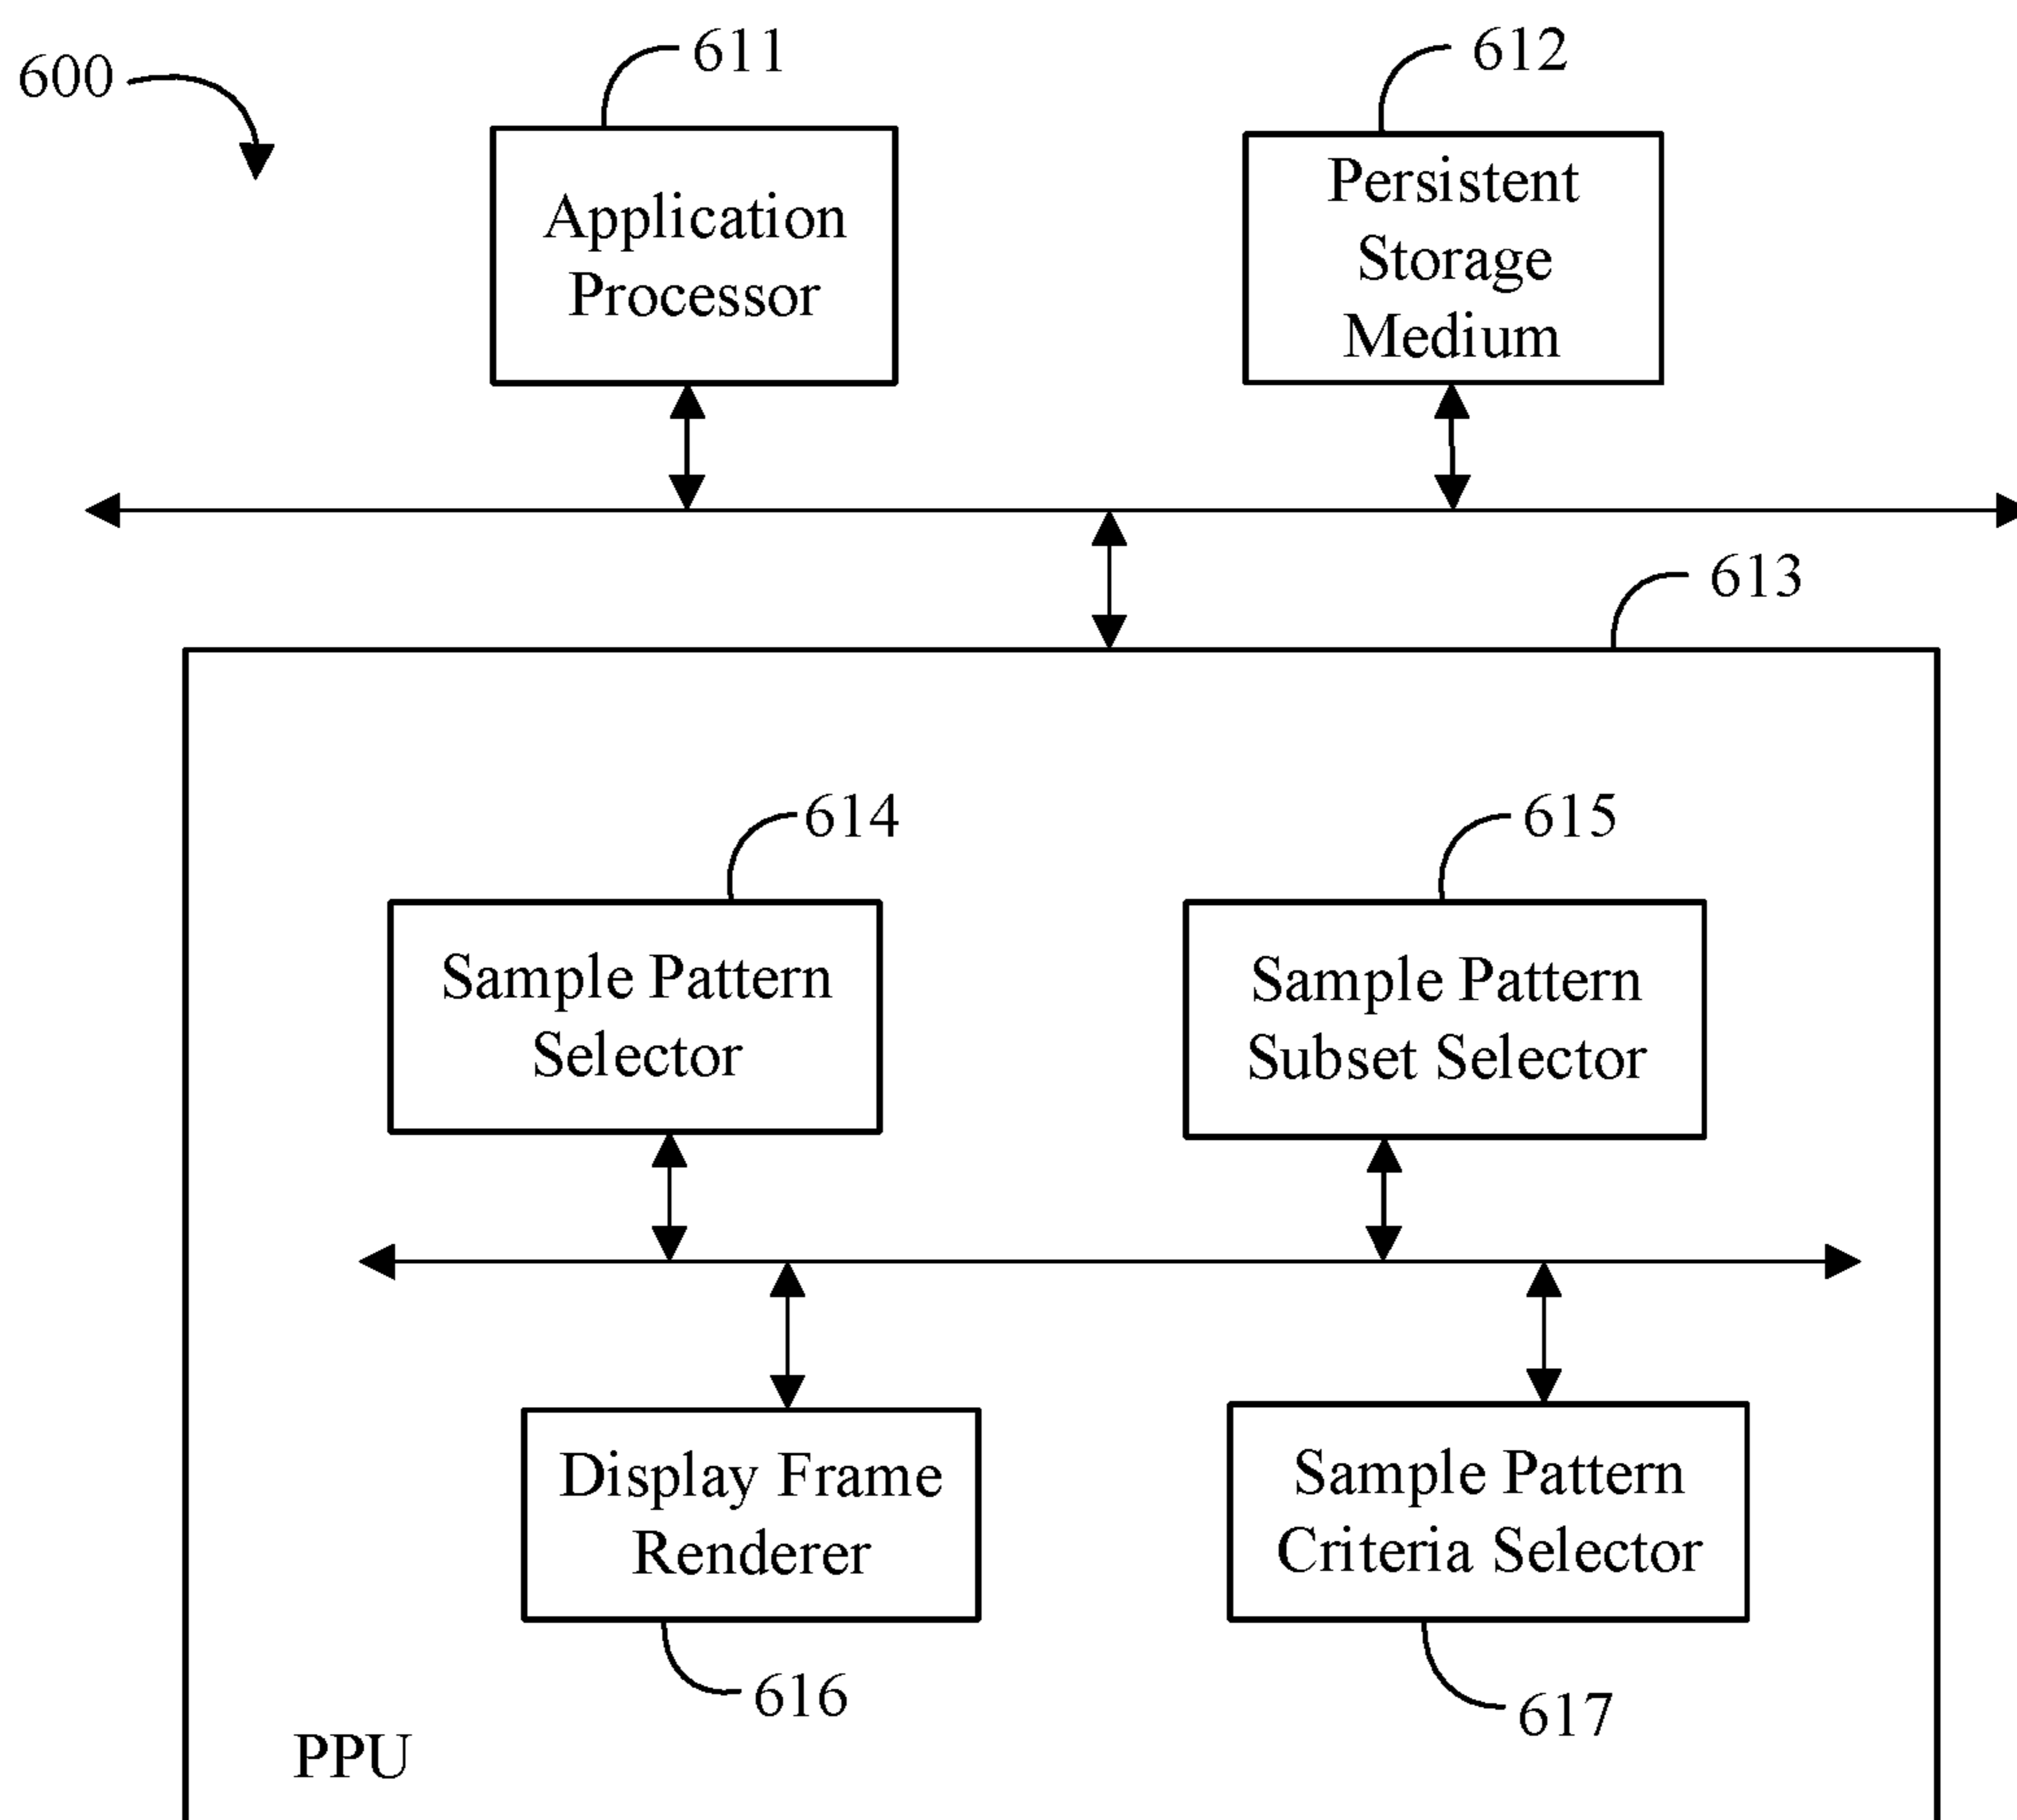 600
611
612
Application
Processor
Persistent
Storage
Medium
613
614
615
Sample Pattern
Selector
Sample Pattern
Subset Selector
Display Frame
Renderer
Sample Pattern
Criteria Selector
616
617
PPU